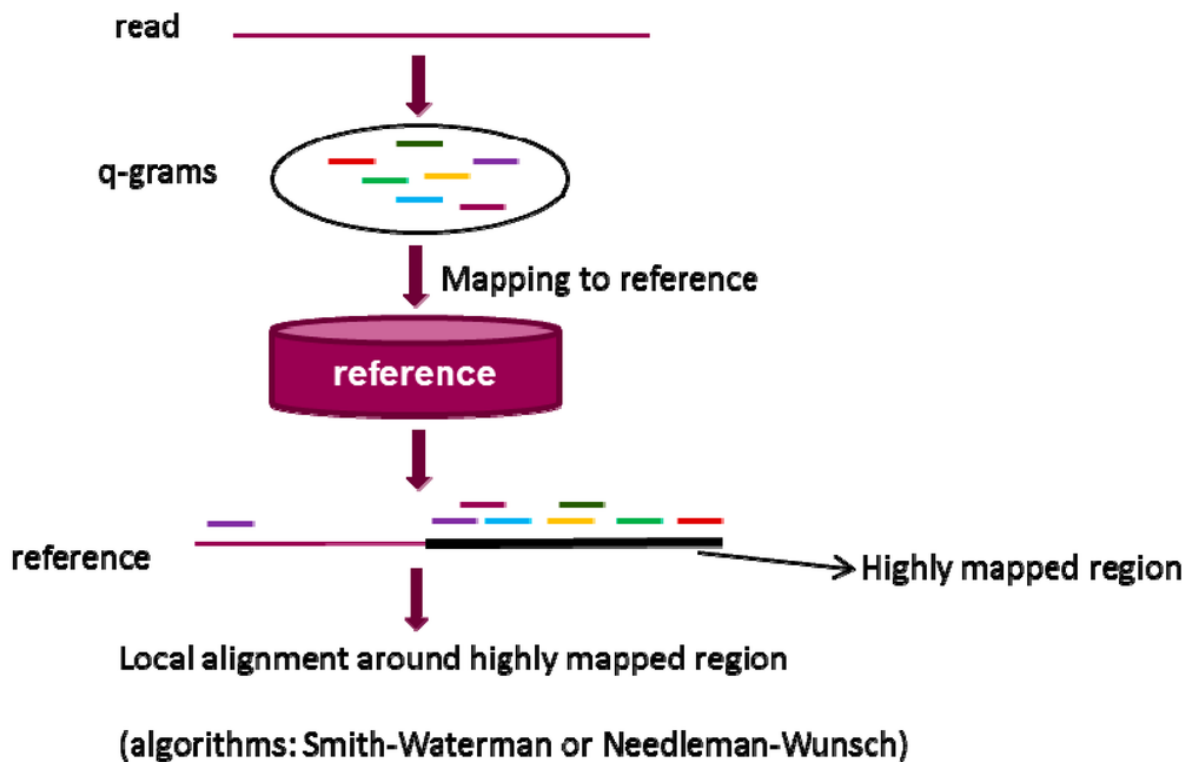 read
q-grams
Mapping to reference
reference
reference
Highly mapped region
Local alignment around highly mapped region
(algorithms: Smith-Waterman or Needleman-Wunsch)